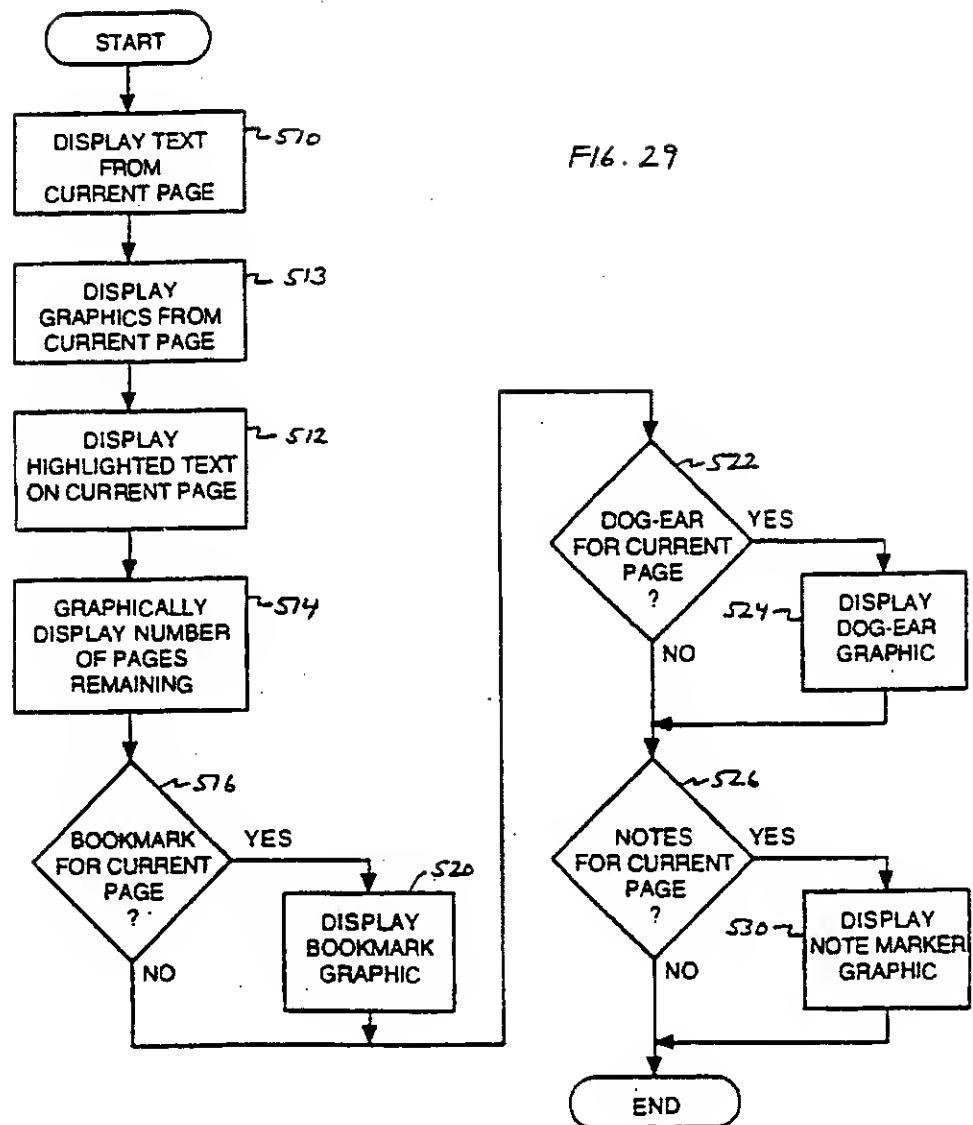 START
DISPLAY TEXT
FROM
CURRENT PAGE
510
FIG. 29
DISPLAY
GRAPHICS FROM
CURRENT PAGE
513
DISPLAY
HIGHLIGHTED TEXT
ON CURRENT PAGE
512
GRAPHICALLY
DISPLAY NUMBER
OF PAGES
REMAINING
514
BOOKMARK
FOR CURRENT
PAGE
?
516
YES
NO
DISPLAY
BOOKMARK
GRAPHIC
520
DOG-EAR
FOR CURRENT
PAGE
?
522
YES
NO
DISPLAY
DOG-EAR
GRAPHIC
524
NOTES
FOR CURRENT
PAGE
?
526
YES
NO
DISPLAY
NOTE MARKER
GRAPHIC
530
END